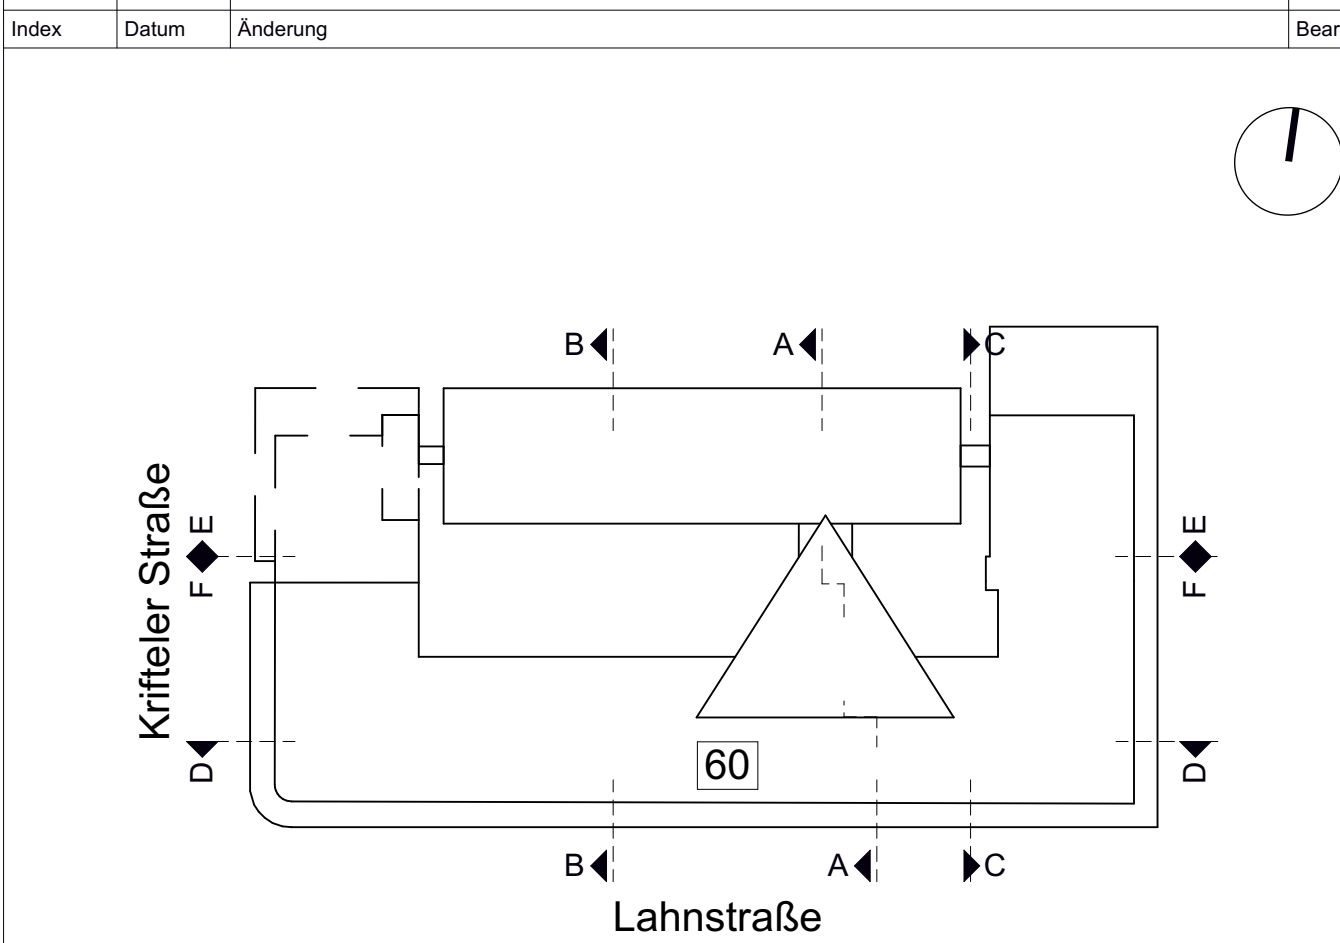 Index Datum Änderung Bear
B A C
Krifteler Straße
E E
F F
D D
60
B A C
Lahnstraße